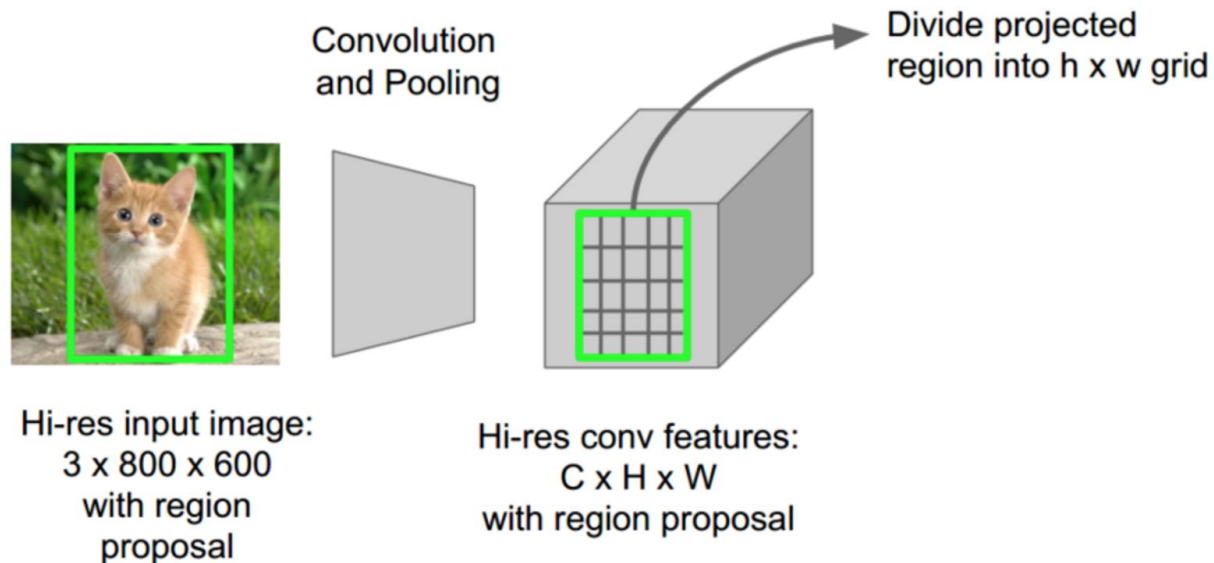 Convolution
and Pooling
Divide projected
region into h x w grid
Hi-res input image:
3 x 800 x 600
with region
proposal
Hi-res conv features:
C x H x W
with region proposal